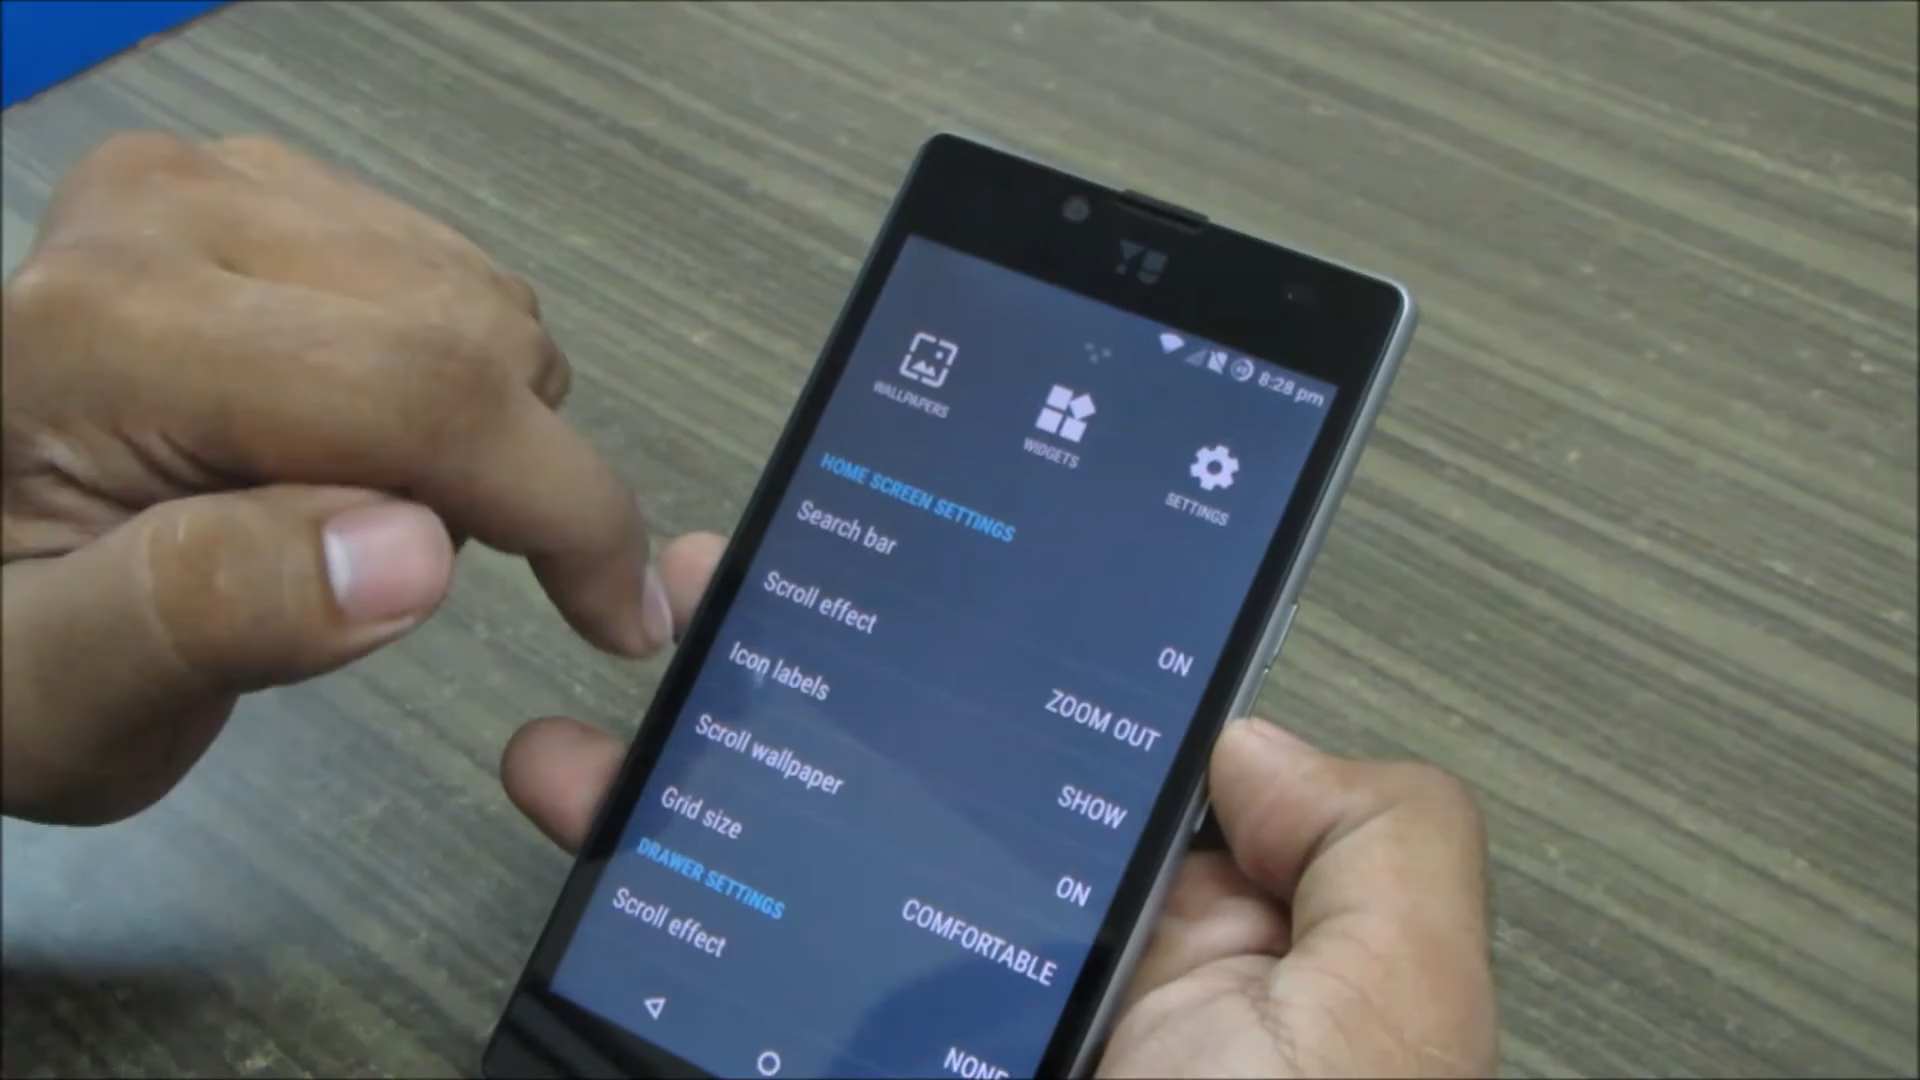 YU
8:28 pm
WALLPAPERS
WIDGETS
SETTINGS
HOME SCREEN SETTINGS
Search bar ON
Scroll effect ZOOM OUT
Icon labels SHOW
Scroll wallpaper ON
Grid size COMFORTABLE
DRAWER SETTINGS
Scroll effect NONE